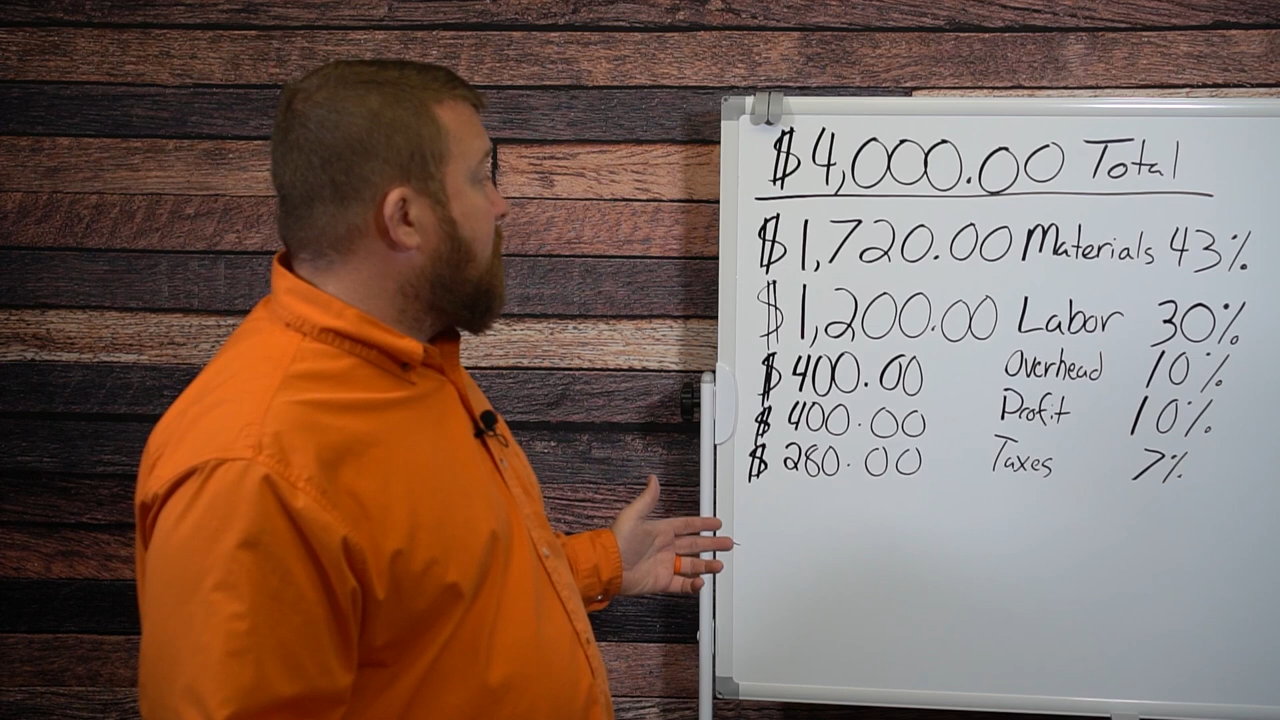 $4,000.00 Total
$1,720.00 Materials 43%
$1,200.00 Labor 30%
$400.00 Overhead 10%
$400.00 Profit 10%
$280.00 Taxes 7%